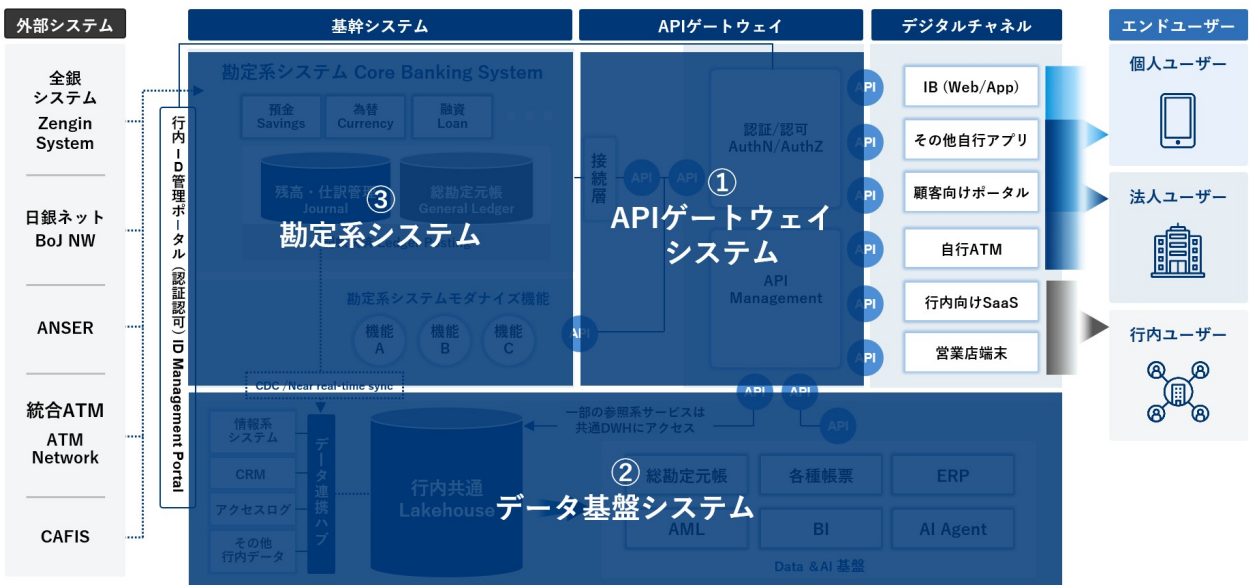 外部システム
基幹システム
APIゲートウェイ
デジタルチャネル
エンドユーザー
全銀
システム
Zengin
System
日銀ネット
BoJ NW
ANSER
統合ATM
ATM
Network
CAFIS
行内ID管理ポータル(認証認可)ID Management Portal
勘定系システム Core Banking System
預金
Savings
為替
Currency
融資
Loan
残高・仕訳管理
Journal
総勘定元帳
General Ledger
③
勘定系システム
勘定系システムモダナイズ機能
機能
A
機能
B
機能
C
CDC /Near real-time sync
接続層
API
API
API
認証/認可
AuthN/AuthZ
①
APIゲートウェイ
システム
API
Management
API
API
API
API
API
API
IB (Web/App)
その他自行アプリ
顧客向けポータル
自行ATM
行内向けSaaS
営業店端末
個人ユーザー
法人ユーザー
行内ユーザー
情報系
システム
CRM
アクセスログ
その他
行内データ
データ連携ハブ
行内共通
Lakehouse
一部の参照系サービスは
共通DWHにアクセス
API
API
API
②
データ基盤システム
総勘定元帳
各種帳票
ERP
AML
BI
AI Agent
Data &AI 基盤